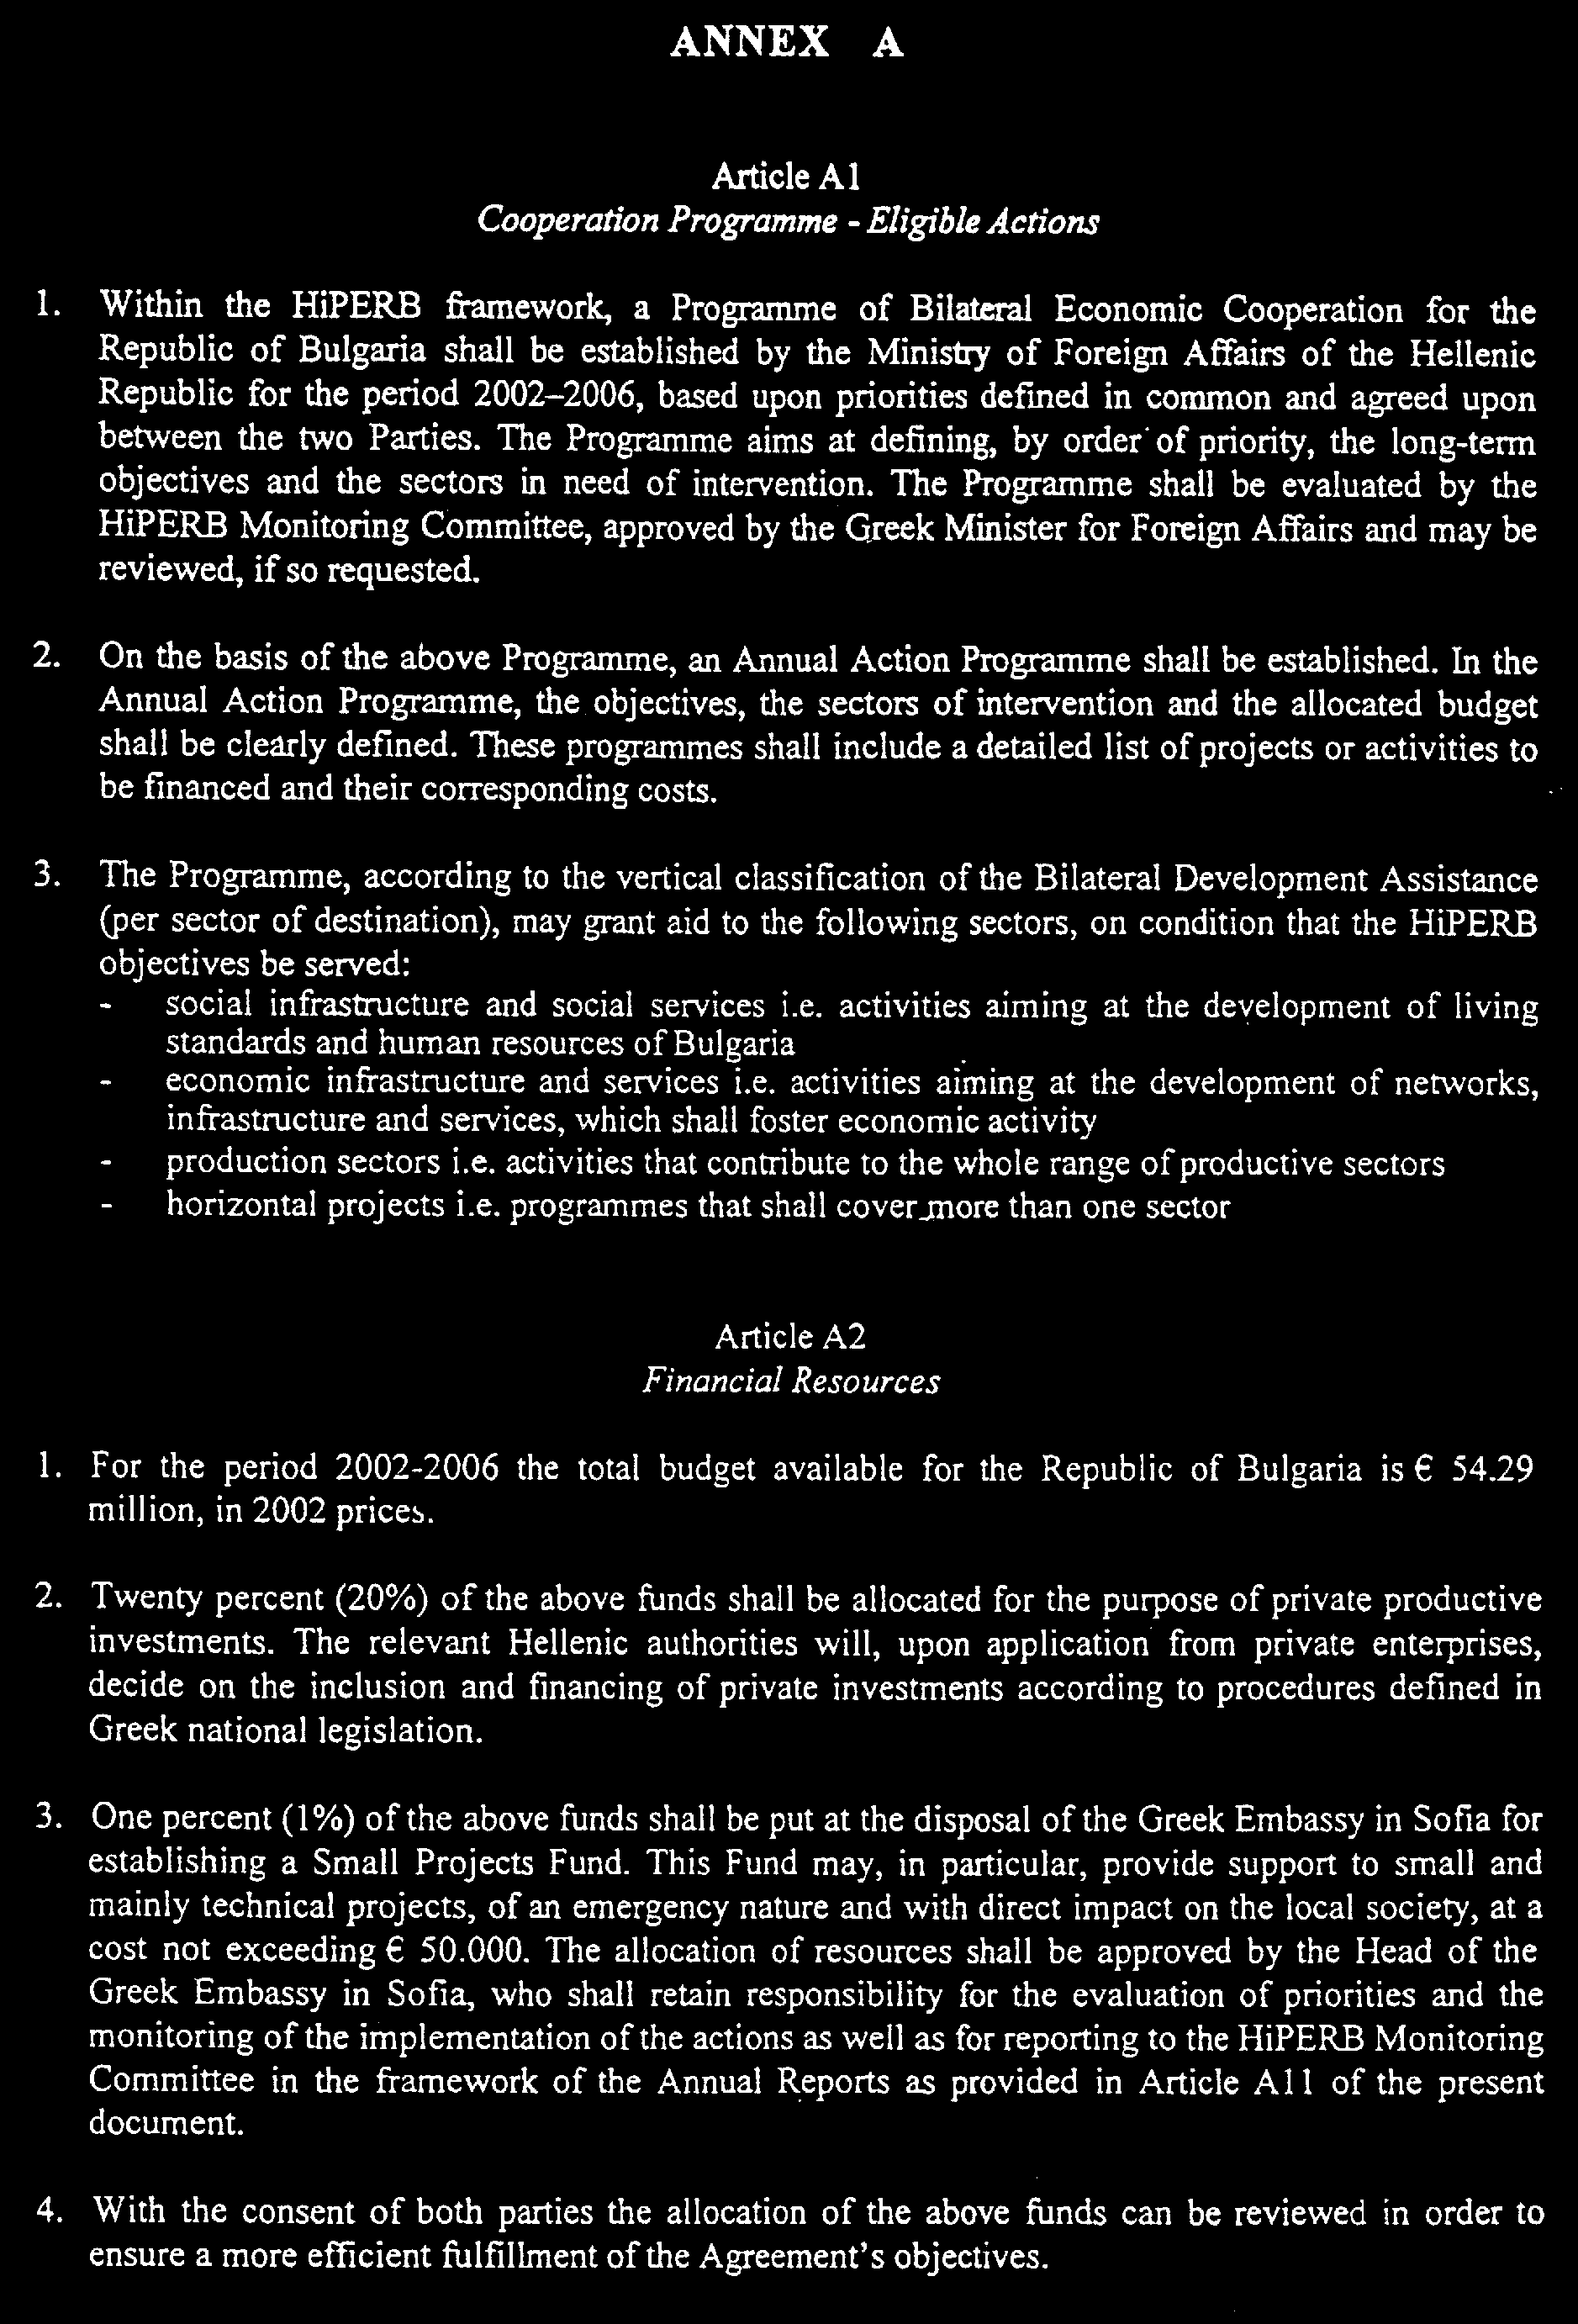 ANNEX A
Article A1
Cooperation Programme - Eligible Actions
1. Within the HiPERB framework, a Programme of Bilateral Economic Cooperation for the
Republic of Bulgaria shall be established by the Ministry of Foreign Affairs of the Hellenic
Republic for the period 2002–2006, based upon priorities defined in common and agreed upon
between the two Parties. The Programme aims at defining, by order of priority, the long-term
objectives and the sectors in need of intervention. The Programme shall be evaluated by the
HiPERB Monitoring Committee, approved by the Greek Minister for Foreign Affairs and may be
reviewed, if so requested.
2. On the basis of the above Programme, an Annual Action Programme shall be established. In the
Annual Action Programme, the objectives, the sectors of intervention and the allocated budget
shall be clearly defined. These programmes shall include a detailed list of projects or activities to
be financed and their corresponding costs.
3. The Programme, according to the vertical classification of the Bilateral Development Assistance
(per sector of destination), may grant aid to the following sectors, on condition that the HiPERB
objectives be served:
- social infrastructure and social services i.e. activities aiming at the development of living
standards and human resources of Bulgaria
- economic infrastructure and services i.e. activities aiming at the development of networks,
infrastructure and services, which shall foster economic activity
- production sectors i.e. activities that contribute to the whole range of productive sectors
- horizontal projects i.e. programmes that shall cover more than one sector
Article A2
Financial Resources
1. For the period 2002-2006 the total budget available for the Republic of Bulgaria is € 54.29
million, in 2002 prices.
2. Twenty percent (20%) of the above funds shall be allocated for the purpose of private productive
investments. The relevant Hellenic authorities will, upon application from private enterprises,
decide on the inclusion and financing of private investments according to procedures defined in
Greek national legislation.
3. One percent (1%) of the above funds shall be put at the disposal of the Greek Embassy in Sofia for
establishing a Small Projects Fund. This Fund may, in particular, provide support to small and
mainly technical projects, of an emergency nature and with direct impact on the local society, at a
cost not exceeding € 50.000. The allocation of resources shall be approved by the Head of the
Greek Embassy in Sofia, who shall retain responsibility for the evaluation of priorities and the
monitoring of the implementation of the actions as well as for reporting to the HiPERB Monitoring
Committee in the framework of the Annual Reports as provided in Article A11 of the present
document.
4. With the consent of both parties the allocation of the above funds can be reviewed in order to
ensure a more efficient fulfillment of the Agreement's objectives.